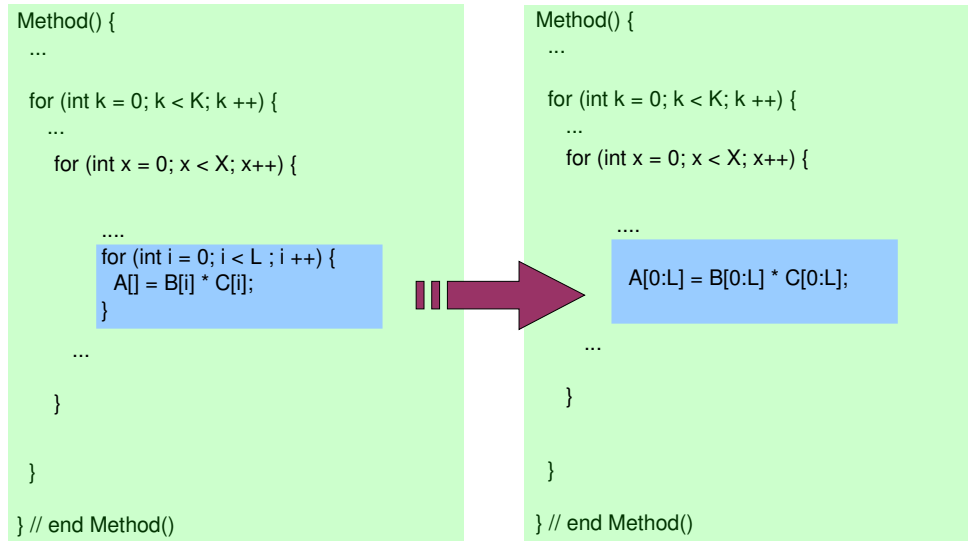 Method() {
...
for (int k = 0; k < K; k ++) {
...
for (int x = 0; x < X; x++) {
....
for (int i = 0; i < L ; i ++) {
A[] = B[i] * C[i];
}
...
}
}
} // end Method()
Method() {
...
for (int k = 0; k < K; k ++) {
...
for (int x = 0; x < X; x++) {
....
A[0:L] = B[0:L] * C[0:L];
...
}
}
} // end Method()